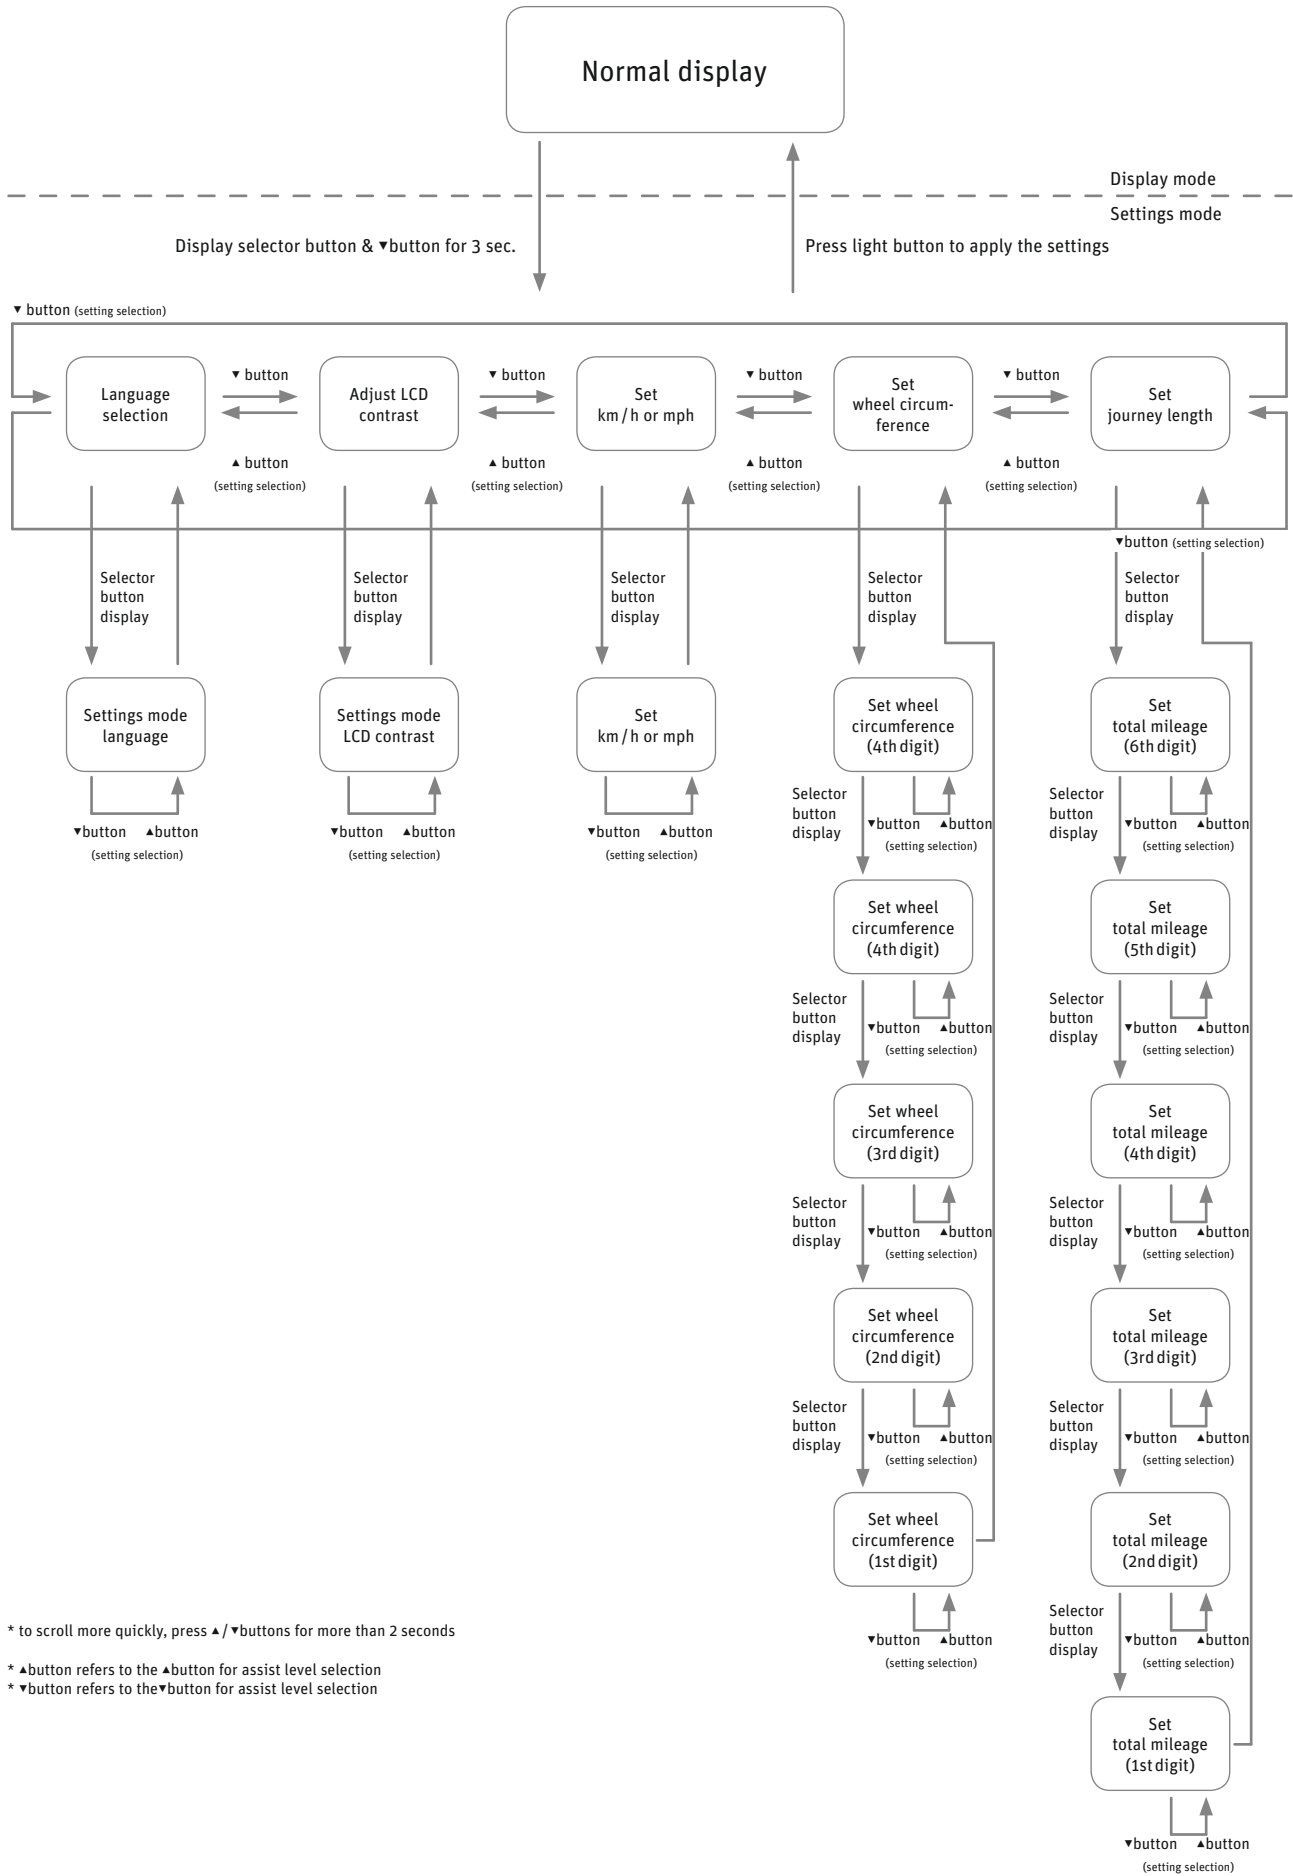 Normal display
Display mode
Settings mode
Display selector button & ▼button for 3 sec.
Press light button to apply the settings
▼ button (setting selection)
Language
selection
▼ button
▲ button
(setting selection)
Adjust LCD
contrast
▼ button
▲ button
(setting selection)
Set
km / h or mph
▼ button
▲ button
(setting selection)
Set
wheel circum-
ference
▼ button
▲ button
(setting selection)
Set
journey length
▼button (setting selection)
Selector
button
display
Settings mode
language
▼button ▲button
(setting selection)
Selector
button
display
Settings mode
LCD contrast
▼button ▲button
(setting selection)
Selector
button
display
Set
km / h or mph
▼button ▲button
(setting selection)
Selector
button
display
Set wheel
circumference
(4th digit)
Selector
button
display
▼button ▲button
(setting selection)
Set wheel
circumference
(4th digit)
Selector
button
display
▼button ▲button
(setting selection)
Set wheel
circumference
(3rd digit)
Selector
button
display
▼button ▲button
(setting selection)
Set wheel
circumference
(2nd digit)
Selector
button
display
▼button ▲button
(setting selection)
Set wheel
circumference
(1st digit)
▼button ▲button
(setting selection)
Selector
button
display
Set
total mileage
(6th digit)
Selector
button
display
▼button ▲button
(setting selection)
Set
total mileage
(5th digit)
Selector
button
display
▼button ▲button
(setting selection)
Set
total mileage
(4th digit)
Selector
button
display
▼button ▲button
(setting selection)
Set
total mileage
(3rd digit)
Selector
button
display
▼button ▲button
(setting selection)
Set
total mileage
(2nd digit)
Selector
button
display
▼button ▲button
(setting selection)
Set
total mileage
(1st digit)
▼button ▲button
(setting selection)
* to scroll more quickly, press ▲ / ▼buttons for more than 2 seconds
* ▲button refers to the ▲button for assist level selection
* ▼button refers to the▼button for assist level selection